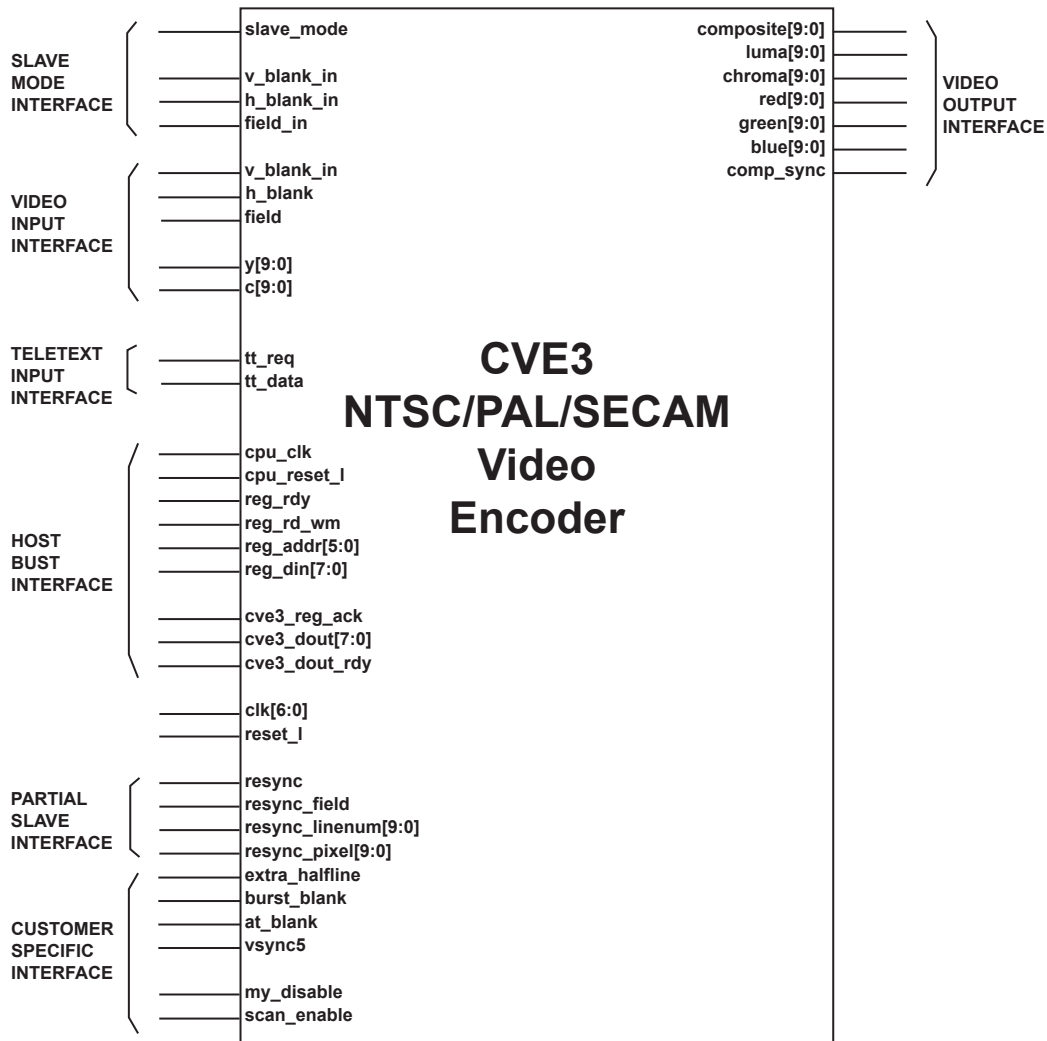 SLAVE
MODE
INTERFACE
slave_mode
v_blank_in
h_blank_in
field_in
VIDEO
INPUT
INTERFACE
v_blank_in
h_blank
field
y[9:0]
c[9:0]
TELETEXT
INPUT
INTERFACE
tt_req
tt_data
HOST
BUST
INTERFACE
cpu_clk
cpu_reset_l
reg_rdy
reg_rd_wm
reg_addr[5:0]
reg_din[7:0]
cve3_reg_ack
cve3_dout[7:0]
cve3_dout_rdy
clk[6:0]
reset_l
PARTIAL
SLAVE
INTERFACE
resync
resync_field
resync_linenum[9:0]
resync_pixel[9:0]
CUSTOMER
SPECIFIC
INTERFACE
extra_halfline
burst_blank
at_blank
vsync5
my_disable
scan_enable
CVE3
NTSC/PAL/SECAM
Video
Encoder
composite[9:0]
luma[9:0]
chroma[9:0]
red[9:0]
green[9:0]
blue[9:0]
comp_sync
VIDEO
OUTPUT
INTERFACE